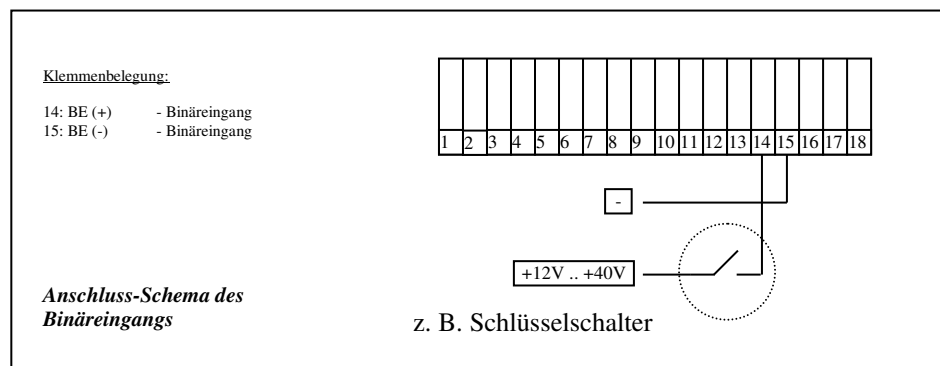 Klemmenbelegung:
14: BE (+) - Binäreingang
15: BE (-) - Binäreingang
1 2 3 4 5 6 7 8 9 10 11 12 13 14 15 16 17 18
-
+12V .. +40V
Anschluss-Schema des
Binäreingangs
z. B. Schlüsselschalter